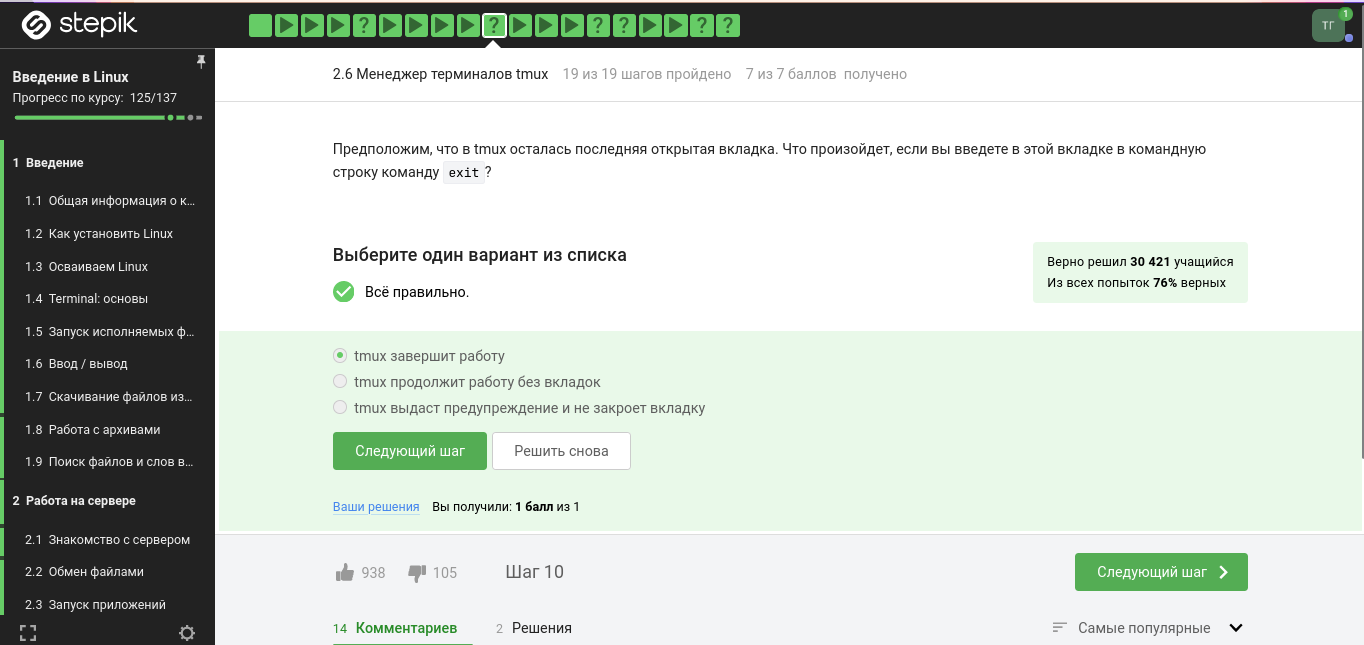 stepik
? ? ? ? ? ?
ТГ
1
Введение в Linux
Прогресс по курсу: 125/137
1 Введение
1.1 Общая информация о к...
1.2 Как установить Linux
1.3 Осваиваем Linux
1.4 Terminal: основы
1.5 Запуск исполняемых ф...
1.6 Ввод / вывод
1.7 Скачивание файлов из...
1.8 Работа с архивами
1.9 Поиск файлов и слов в...
2 Работа на сервере
2.1 Знакомство с сервером
2.2 Обмен файлами
2.3 Запуск приложений
2.6 Менеджер терминалов tmux 19 из 19 шагов пройдено 7 из 7 баллов получено
Предположим, что в tmux осталась последняя открытая вкладка. Что произойдет, если вы введете в этой вкладке в командную
строку команду exit?
Выберите один вариант из списка
Всё правильно.
Верно решил 30 421 учащийся
Из всех попыток 76% верных
tmux завершит работу
tmux продолжит работу без вкладок
tmux выдаст предупреждение и не закроет вкладку
Следующий шаг Решить снова
Ваши решения Вы получили: 1 балл из 1
938 105 Шаг 10 Следующий шаг
14 Комментариев 2 Решения Самые популярные